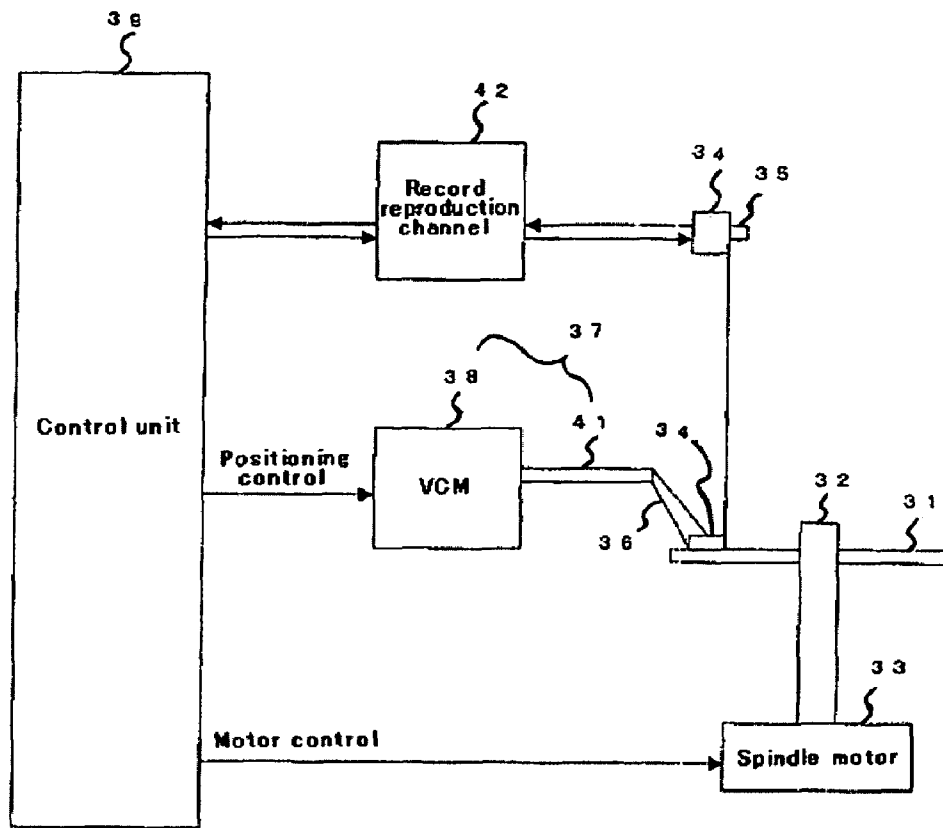 39
42
34
35
Record
reproduction
channel
37
38
41
34
Control unit
Positioning
control
VCM
32
31
36
33
Motor control
Spindle motor